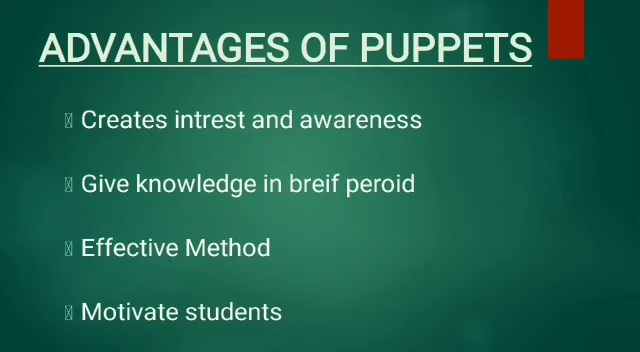 ADVANTAGES OF PUPPETS
Creates intrest and awareness
Give knowledge in breif peroid
Effective Method
Motivate students